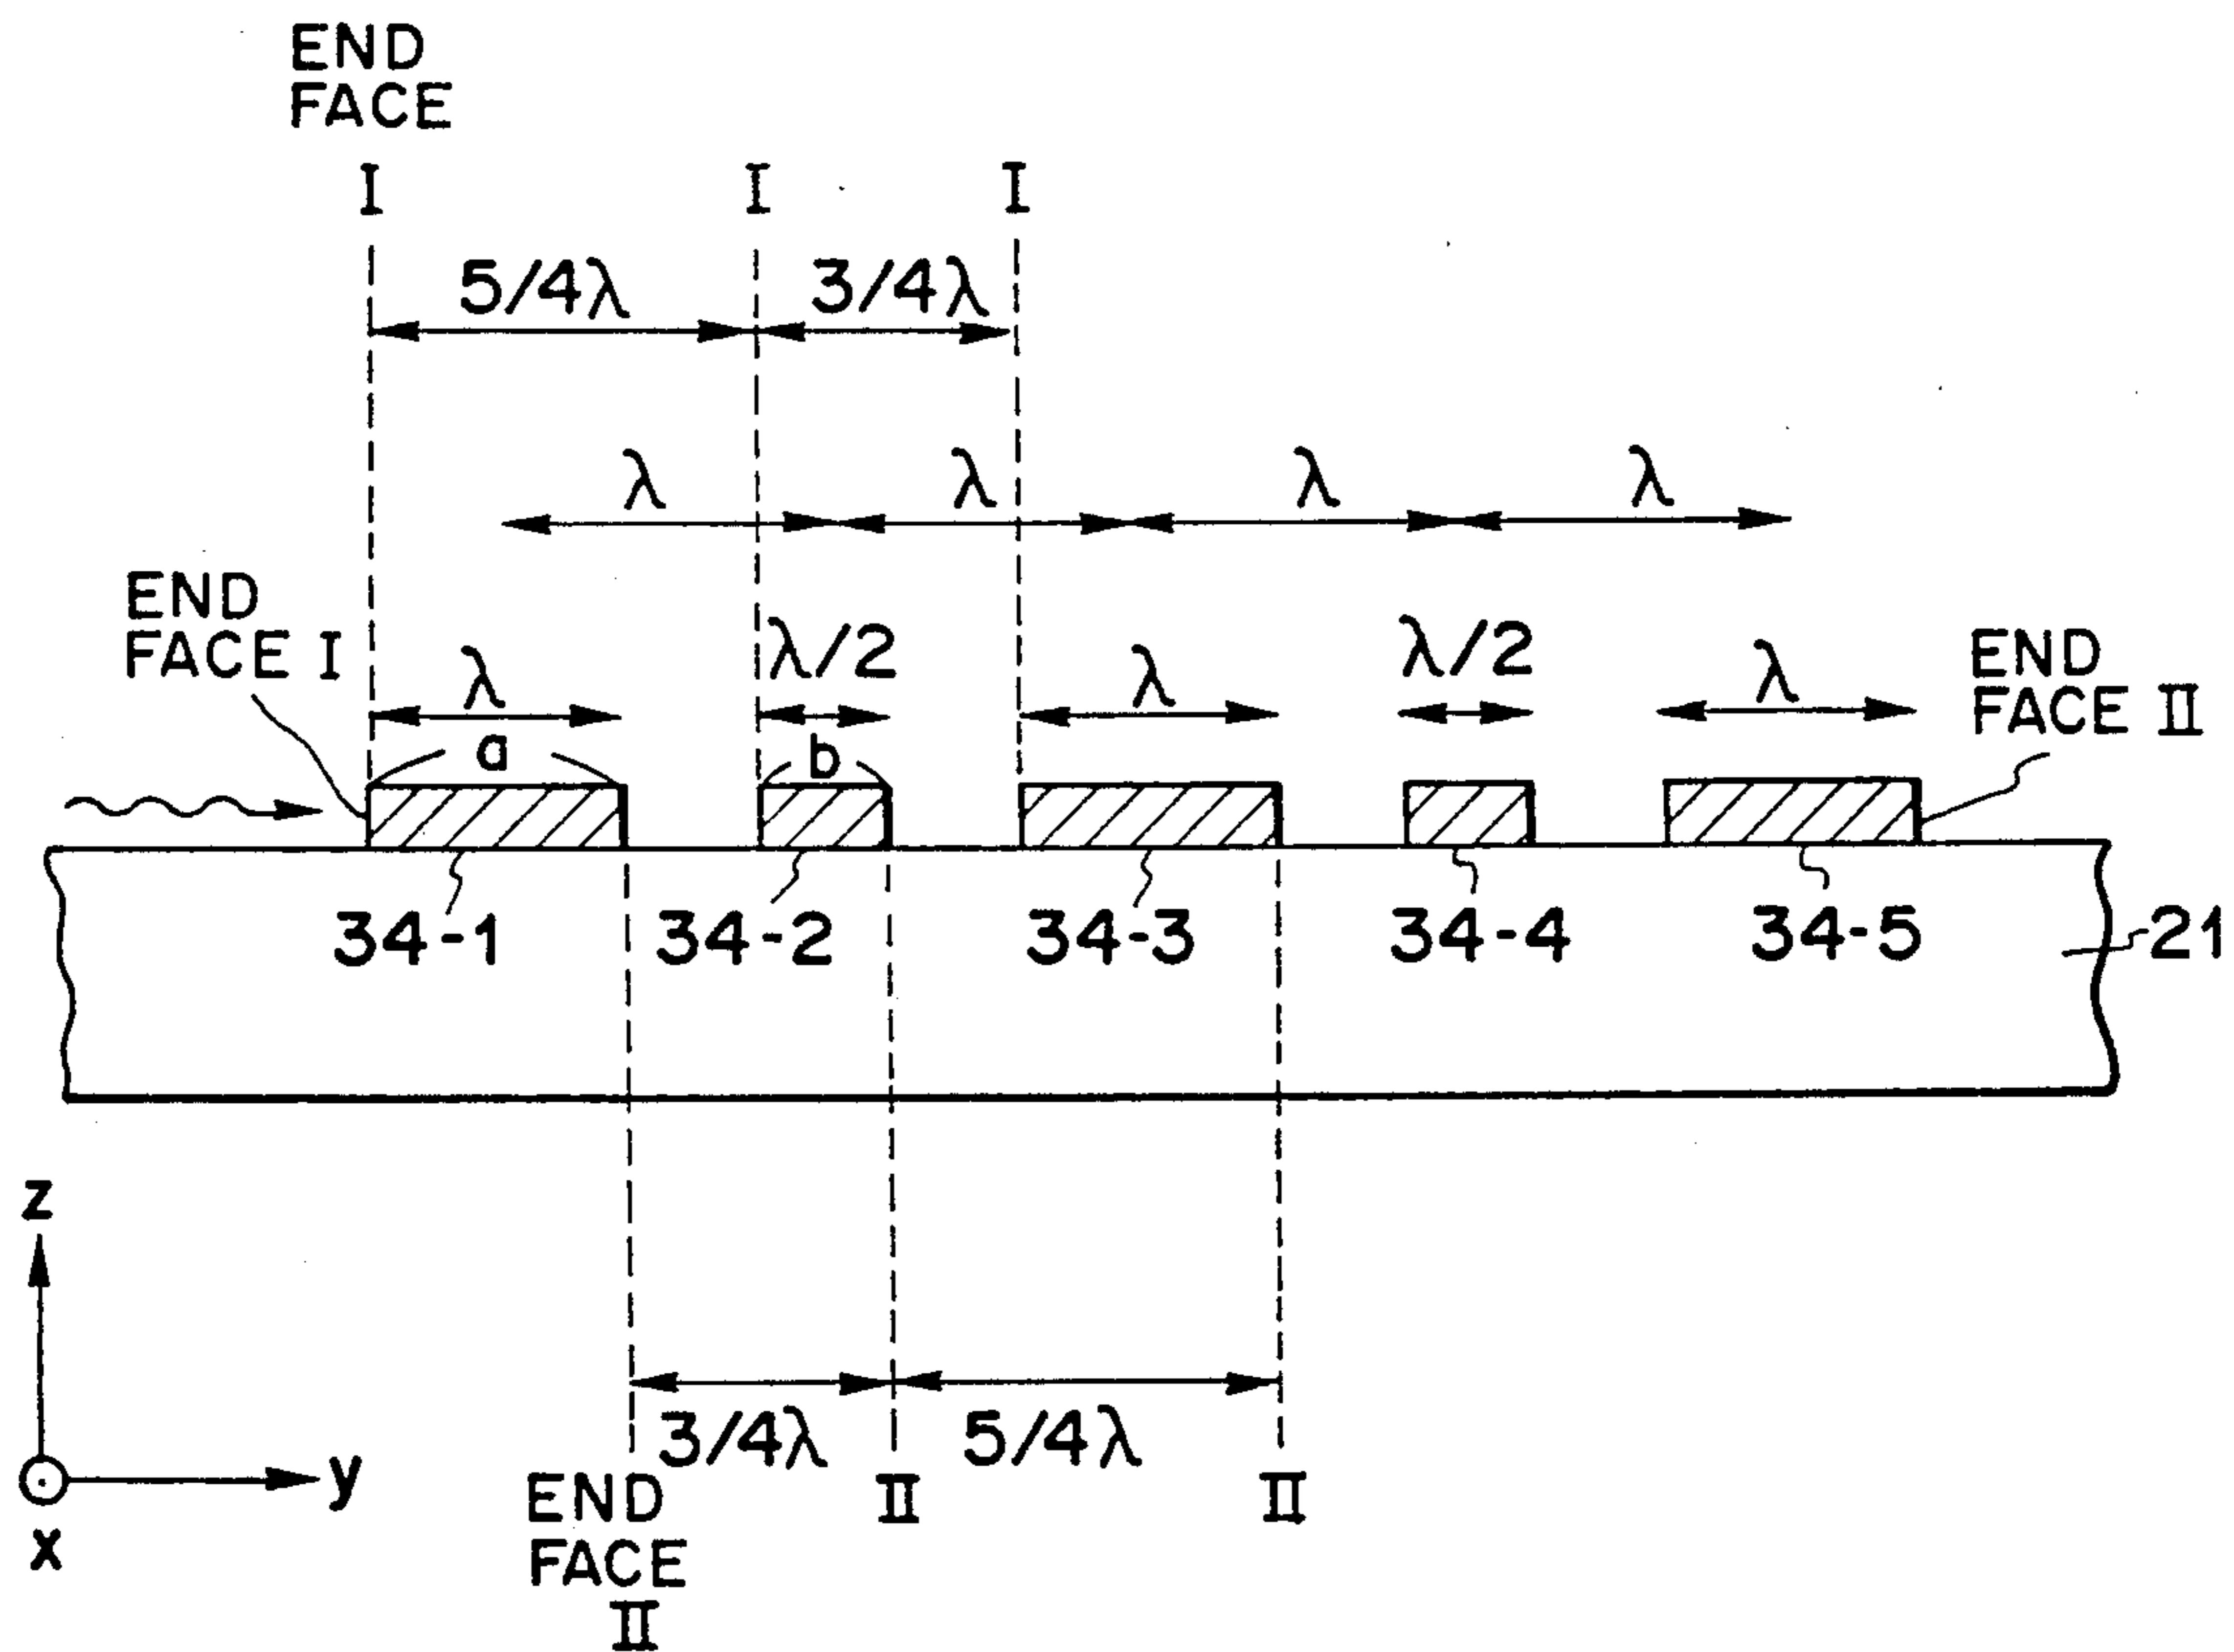 END
FACE
I I I
5/4λ 3/4λ
λ λ λ λ
END
FACE I
λ λ/2 λ λ/2 λ
END
FACE II
a b
34-1 34-2 34-3 34-4 34-5 21
z
y
x
3/4λ 5/4λ
END
FACE
II
II II